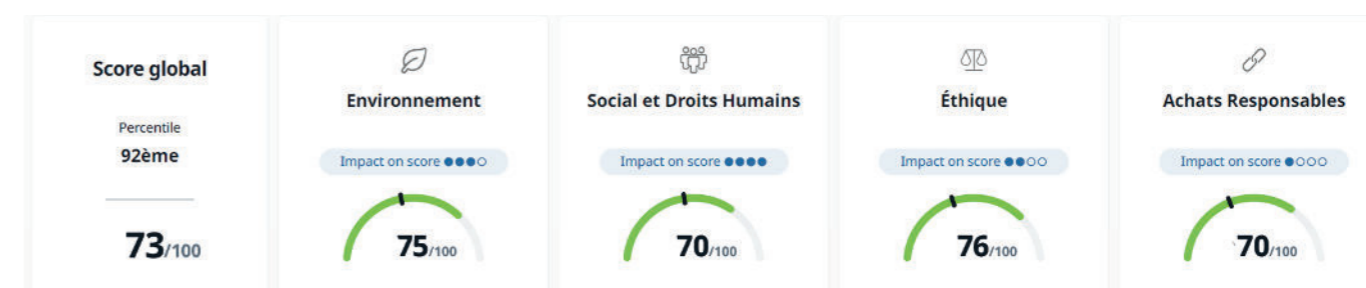 Score global
Percentile
92ème
73/100
Environnement
Impact on score
75/100
Social et Droits Humains
Impact on score
70/100
Éthique
Impact on score
76/100
Achats Responsables
Impact on score
70/100